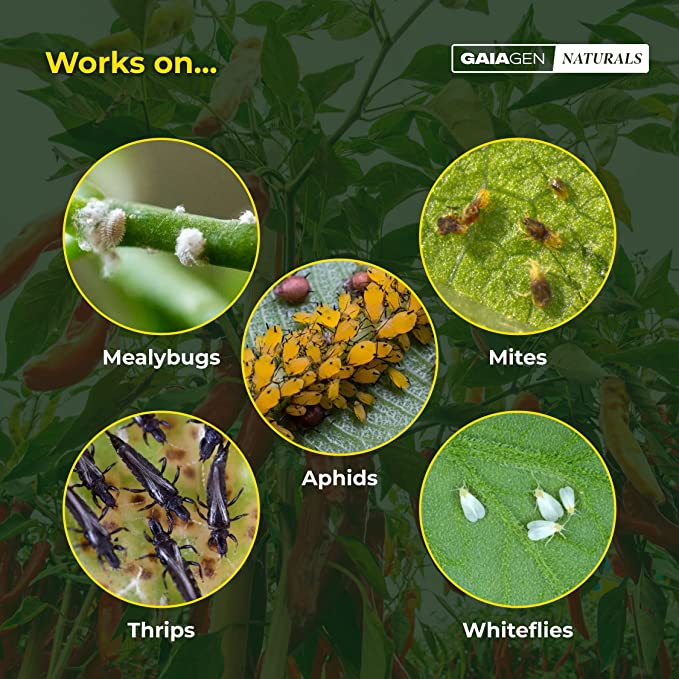 Works on...
GAIAGEN NATURALS
Mealybugs
Mites
Aphids
Thrips
Whiteflies